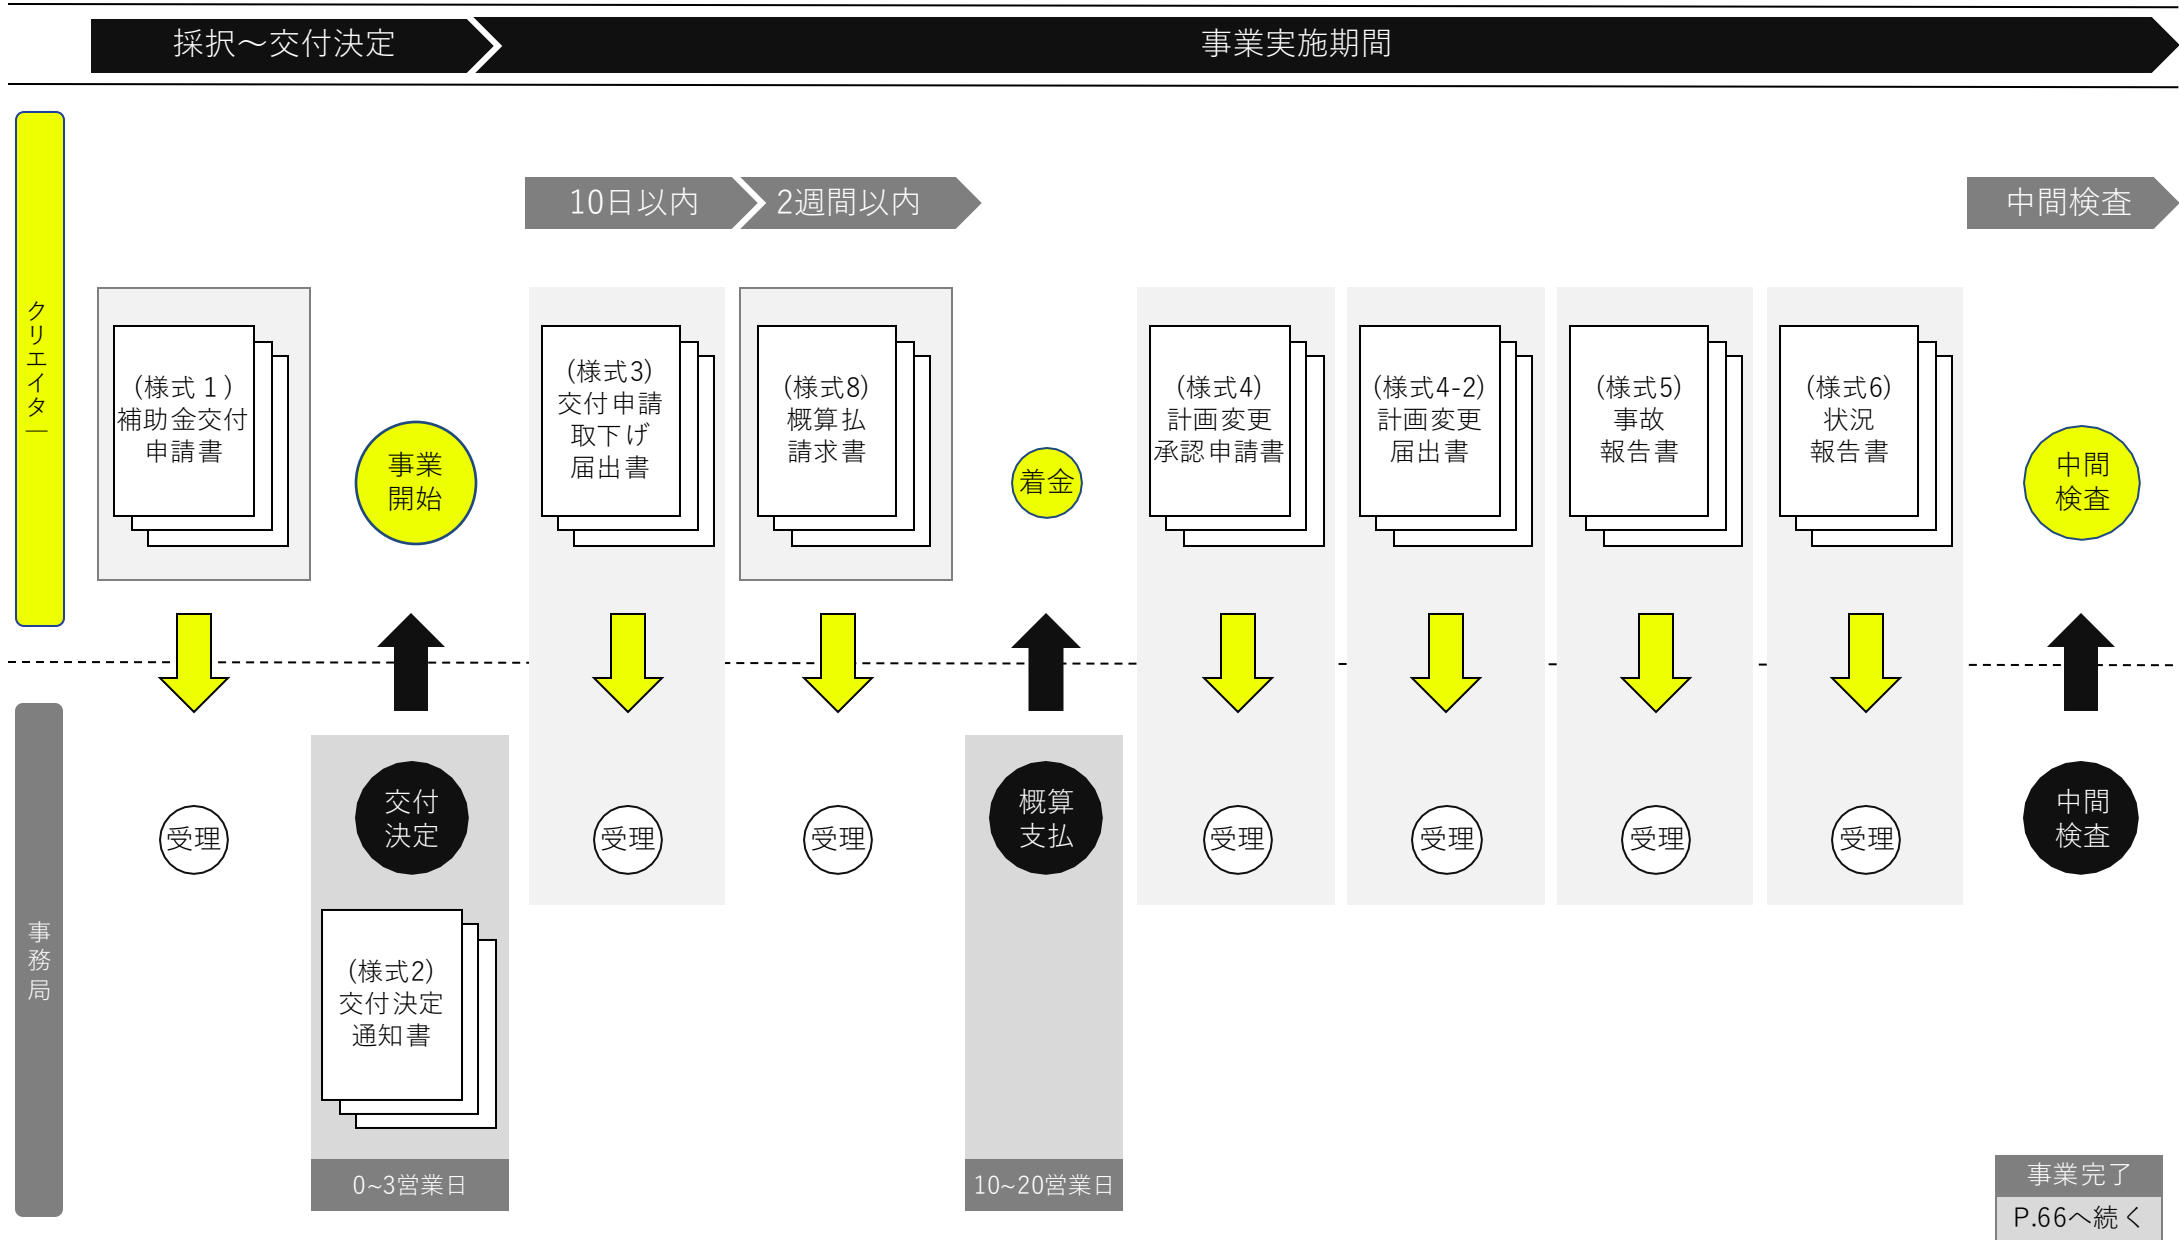 採択～交付決定
事業実施期間
クリエイター
10日以内
2週間以内
中間検査
(様式１)
補助金交付
申請書
事業
開始
(様式3)
交付申請
取下げ
届出書
(様式8)
概算払
請求書
着金
(様式4)
計画変更
承認申請書
(様式4-2)
計画変更
届出書
(様式5)
事故
報告書
(様式6)
状況
報告書
中間
検査
事務局
受理
交付
決定
受理
受理
概算
支払
受理
受理
受理
受理
中間
検査
(様式2)
交付決定
通知書
0~3営業日
10~20営業日
事業完了
P.66へ続く